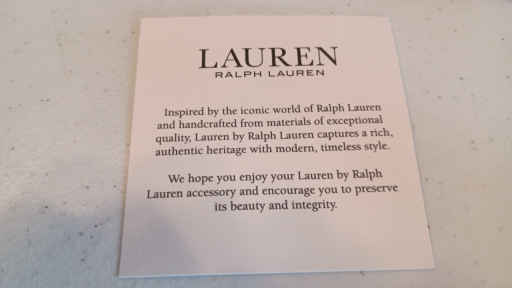 LAUREN
RALPH LAUREN
Inspired by the iconic world of Ralph Lauren
and handcrafted from materials of exceptional
quality, Lauren by Ralph Lauren captures a rich,
authentic heritage with modern, timeless style.
We hope you enjoy your Lauren by Ralph
Lauren accessory and encourage you to preserve
its beauty and integrity.